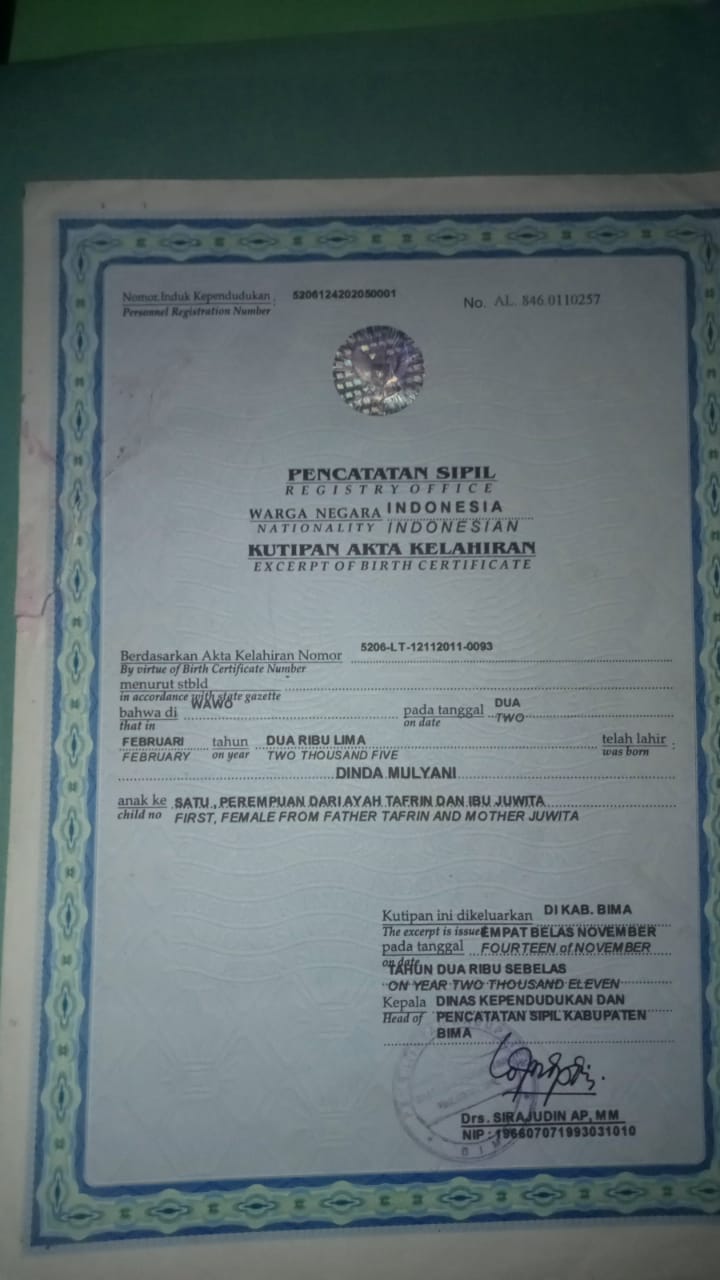 Nomor Induk Kependudukan : 5206124202050001 No. AL. 846.0110257
Personnel Registration Number
PENCATATAN SIPIL
REGISTRY OFFICE
WARGA NEGARA INDONESIA
NATIONALITY INDONESIAN
KUTIPAN AKTA KELAHIRAN
EXCERPT OF BIRTH CERTIFICATE
Berdasarkan Akta Kelahiran Nomor 5206-LT-12112011-0093
By virtue of Birth Certificate Number
menurut stbld
in accordance with state gazette
bahwa di WAWO pada tanggal DUA
that in on date TWO
FEBRUARI tahun DUA RIBU LIMA telah lahir :
FEBRUARY on year TWO THOUSAND FIVE was born
DINDA MULYANI
anak ke SATU , PEREMPUAN DARI AYAH TAFRIN DAN IBU JUWITA
child no FIRST, FEMALE FROM FATHER TAFRIN AND MOTHER JUWITA
Kutipan ini dikeluarkan DI KAB. BIMA
The excerpt is issued EMPAT BELAS NOVEMBER
pada tanggal FOURTEEN of NOVEMBER
on date
TAHUN DUA RIBU SEBELAS
ON YEAR TWO THOUSAND ELEVEN
Kepala DINAS KEPENDUDUKAN DAN
Head of PENCATATAN SIPIL KABUPATEN
BIMA
Drs. SIRAJUDIN AP, MM
NIP : 196607071993031010